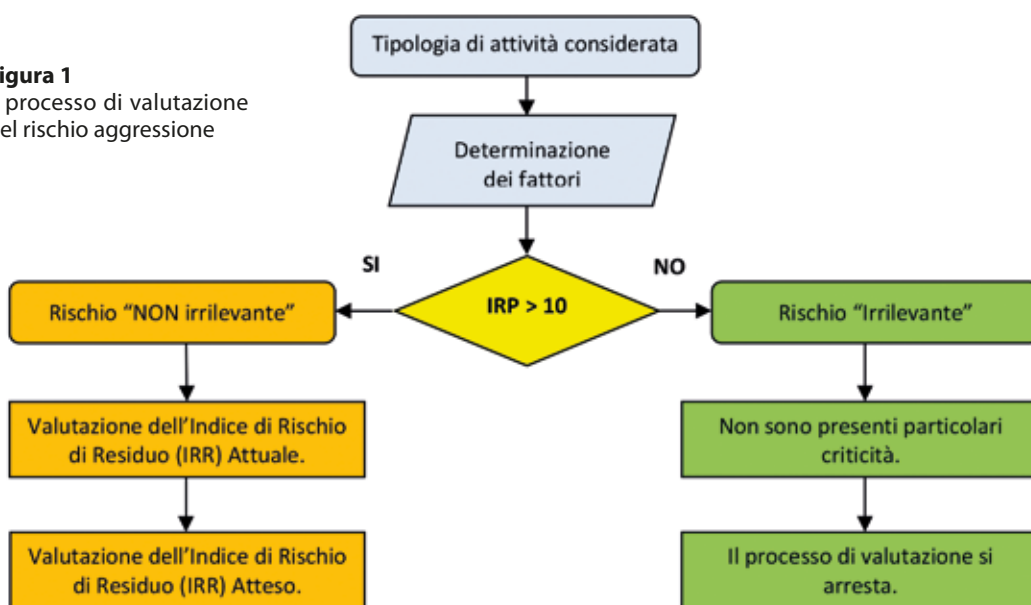 Tipologia di attività considerata
igura 1
processo di valutazione
el rischio aggressione
Determinazione
dei fattori
SI
NO
IRP > 10
Rischio “NON irrilevante”
Rischio “Irrilevante”
Valutazione dell’Indice di Rischio
di Residuo (IRR) Attuale.
Non sono presenti particolari
criticità.
Valutazione dell’Indice di Rischio
di Residuo (IRR) Atteso.
Il processo di valutazione si
arresta.